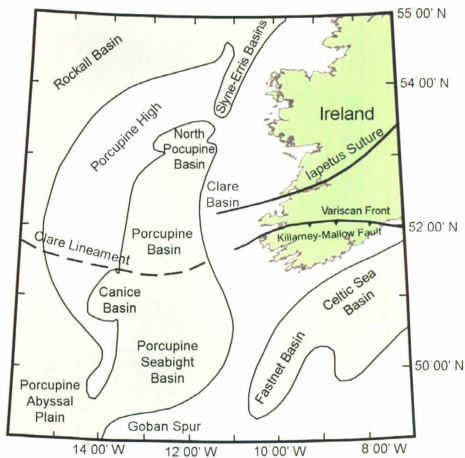 55 00' N
Rockall Basin
Slyne-Erris Basins
54 00' N
Porcupine High
Ireland
North
Pocupine
Basin
Iapetus Suture
Clare
Basin
Variscan Front
52 00' N
Killarney-Mallow Fault
Clare Lineament
Porcupine
Basin
Canice
Basin
Celtic Sea
Basin
Porcupine
Seabight
Basin
Fastnet Basin
50 00' N
Porcupine
Abyssal
Plain
Goban Spur
14 00' W
12 00' W
10 00' W
8 00' W